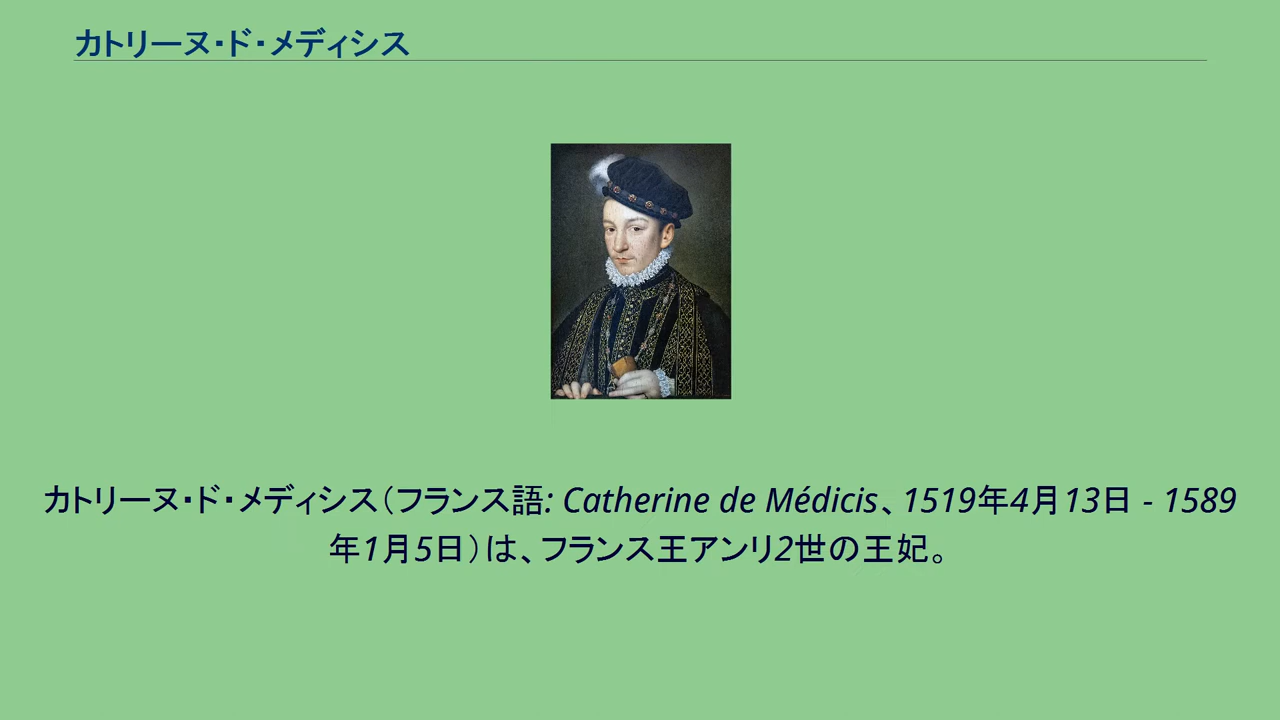 カトリーヌ・ド・メディシス
カトリーヌ・ド・メディシス（フランス語: Catherine de Médicis、1519年4月13日 - 1589
年1月5日）は、フランス王アンリ2世の王妃。